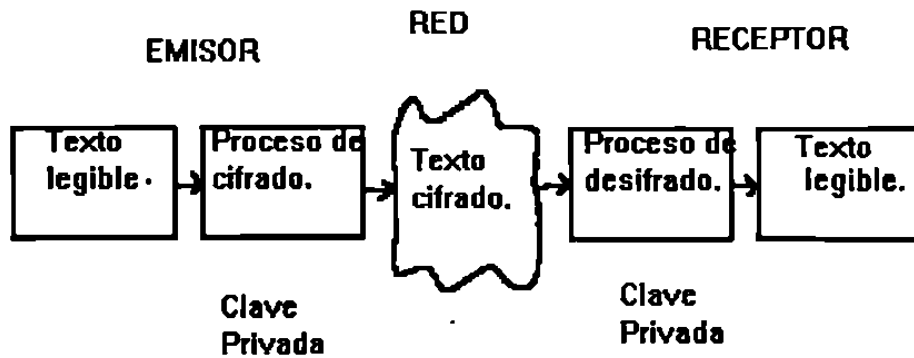 EMISOR
RED
RECEPTOR
Texto
legible.
Proceso de
cifrado.
Texto
cifrado.
Proceso de
desifrado.
Texto
legible.
Clave
Privada
Clave
Privada